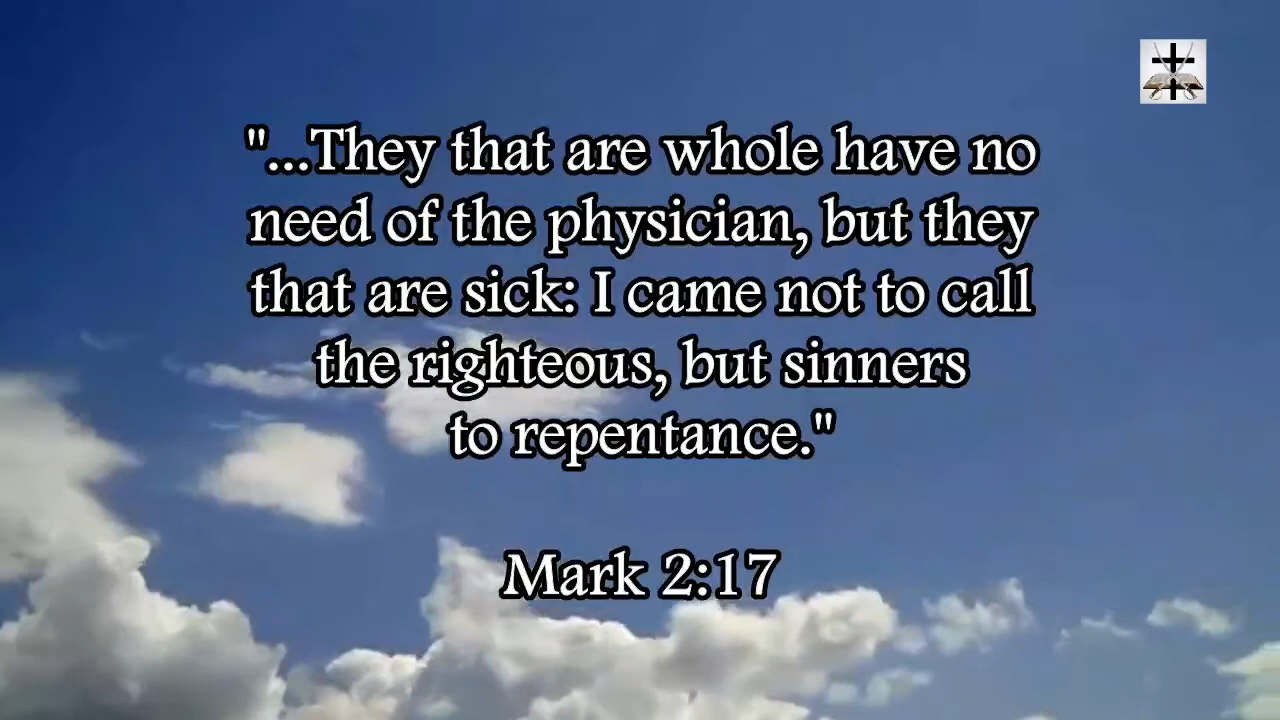 "...They that are whole have no
need of the physician, but they
that are sick: I came not to call
the righteous, but sinners
to repentance."
Mark 2:17